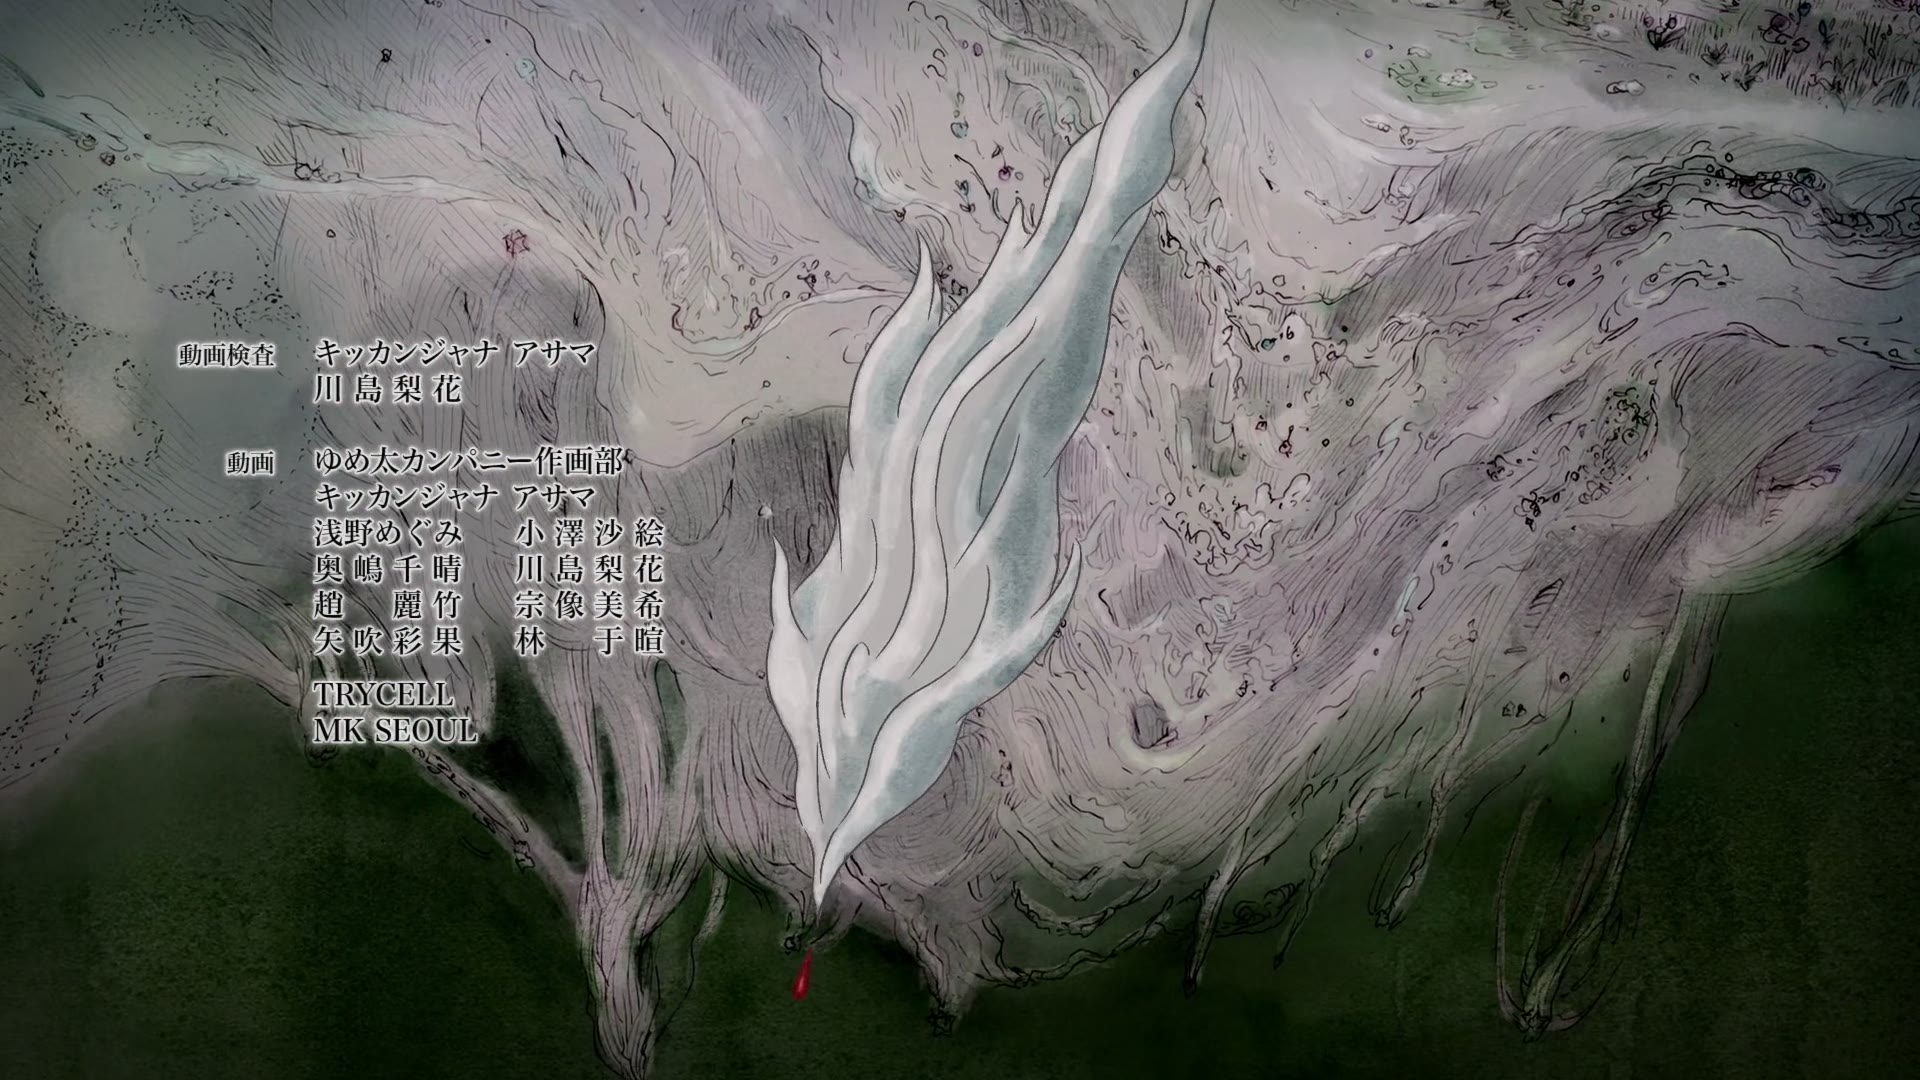 動画検査 キッカンジャナ アサマ
川島梨花
動画 ゆめ太カンパニー作画部
キッカンジャナ アサマ
浅野めぐみ 小澤沙絵
奥嶋千晴 川島梨花
趙麗竹 宗像美希
矢吹彩果 林于暄
TRYCELL
MK SEOUL